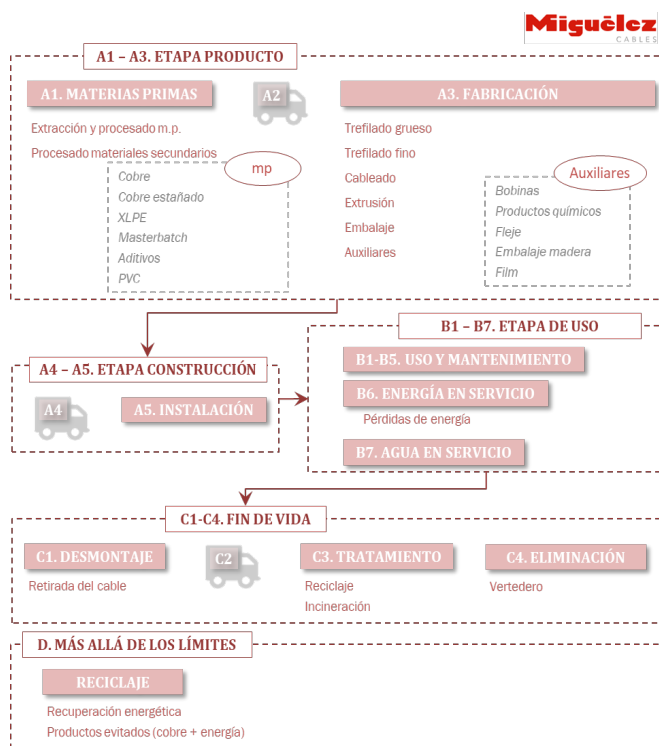 Miguélez
CABLES
A1 – A3. ETAPA PRODUCTO
A1. MATERIAS PRIMAS
A2
A3. FABRICACIÓN
Extracción y procesado m.p.
Procesado materiales secundarios
mp
Cobre
Cobre estañado
XLPE
Masterbatch
Aditivos
PVC
Trefilado grueso
Trefilado fino
Cableado
Extrusión
Embalaje
Auxiliares
Auxiliares
Bobinas
Productos químicos
Fleje
Embalaje madera
Film
A4 – A5. ETAPA CONSTRUCCIÓN
A4
A5. INSTALACIÓN
B1 – B7. ETAPA DE USO
B1-B5. USO Y MANTENIMIENTO
B6. ENERGÍA EN SERVICIO
Pérdidas de energía
B7. AGUA EN SERVICIO
C1-C4. FIN DE VIDA
C1. DESMONTAJE
Retirada del cable
C2
C3. TRATAMIENTO
Reciclaje
Incineración
C4. ELIMINACIÓN
Vertedero
D. MÁS ALLÁ DE LOS LÍMITES
RECICLAJE
Recuperación energética
Productos evitados (cobre + energía)